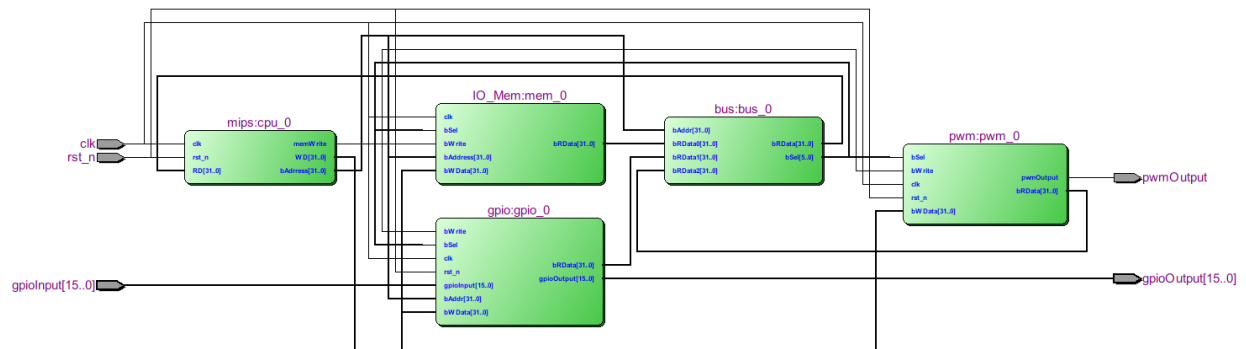 clk
rst_n
gpioInput[15..0]
mips:cpu_0
clk
rst_n
RD[31..0]
memWrite
WD[31..0]
bAdrress[31..0]
IO_Mem:mem_0
clk
bSel
bWrite
bAddress[31..0]
bWData[31..0]
bRData[31..0]
gpio:gpio_0
bWrite
bSel
clk
rst_n
gpioInput[15..0]
bAddr[31..0]
bWData[31..0]
bRData[31..0]
gpioOutput[15..0]
bus:bus_0
bAddr[31..0]
bRData0[31..0]
bRData1[31..0]
bRData2[31..0]
bRData[31..0]
bSel[5..0]
pwm:pwm_0
bSel
bWrite
clk
rst_n
bWData[31..0]
pwmOutput
bRData[31..0]
pwmOutput
gpioOutput[15..0]